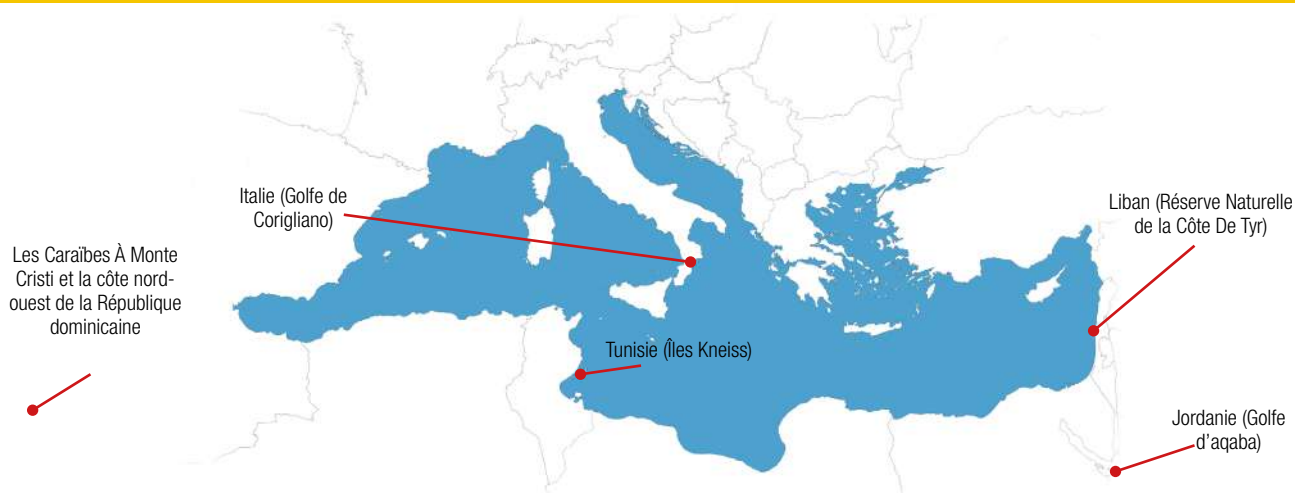 Italie (Golfe de
Corigliano)
Liban (Réserve Naturelle
de la Côte De Tyr)
Les Caraïbes À Monte
Cristi et la côte nord-
ouest de la République
dominicaine
Tunisie (Îles Kneiss)
Jordanie (Golfe
d'aqaba)